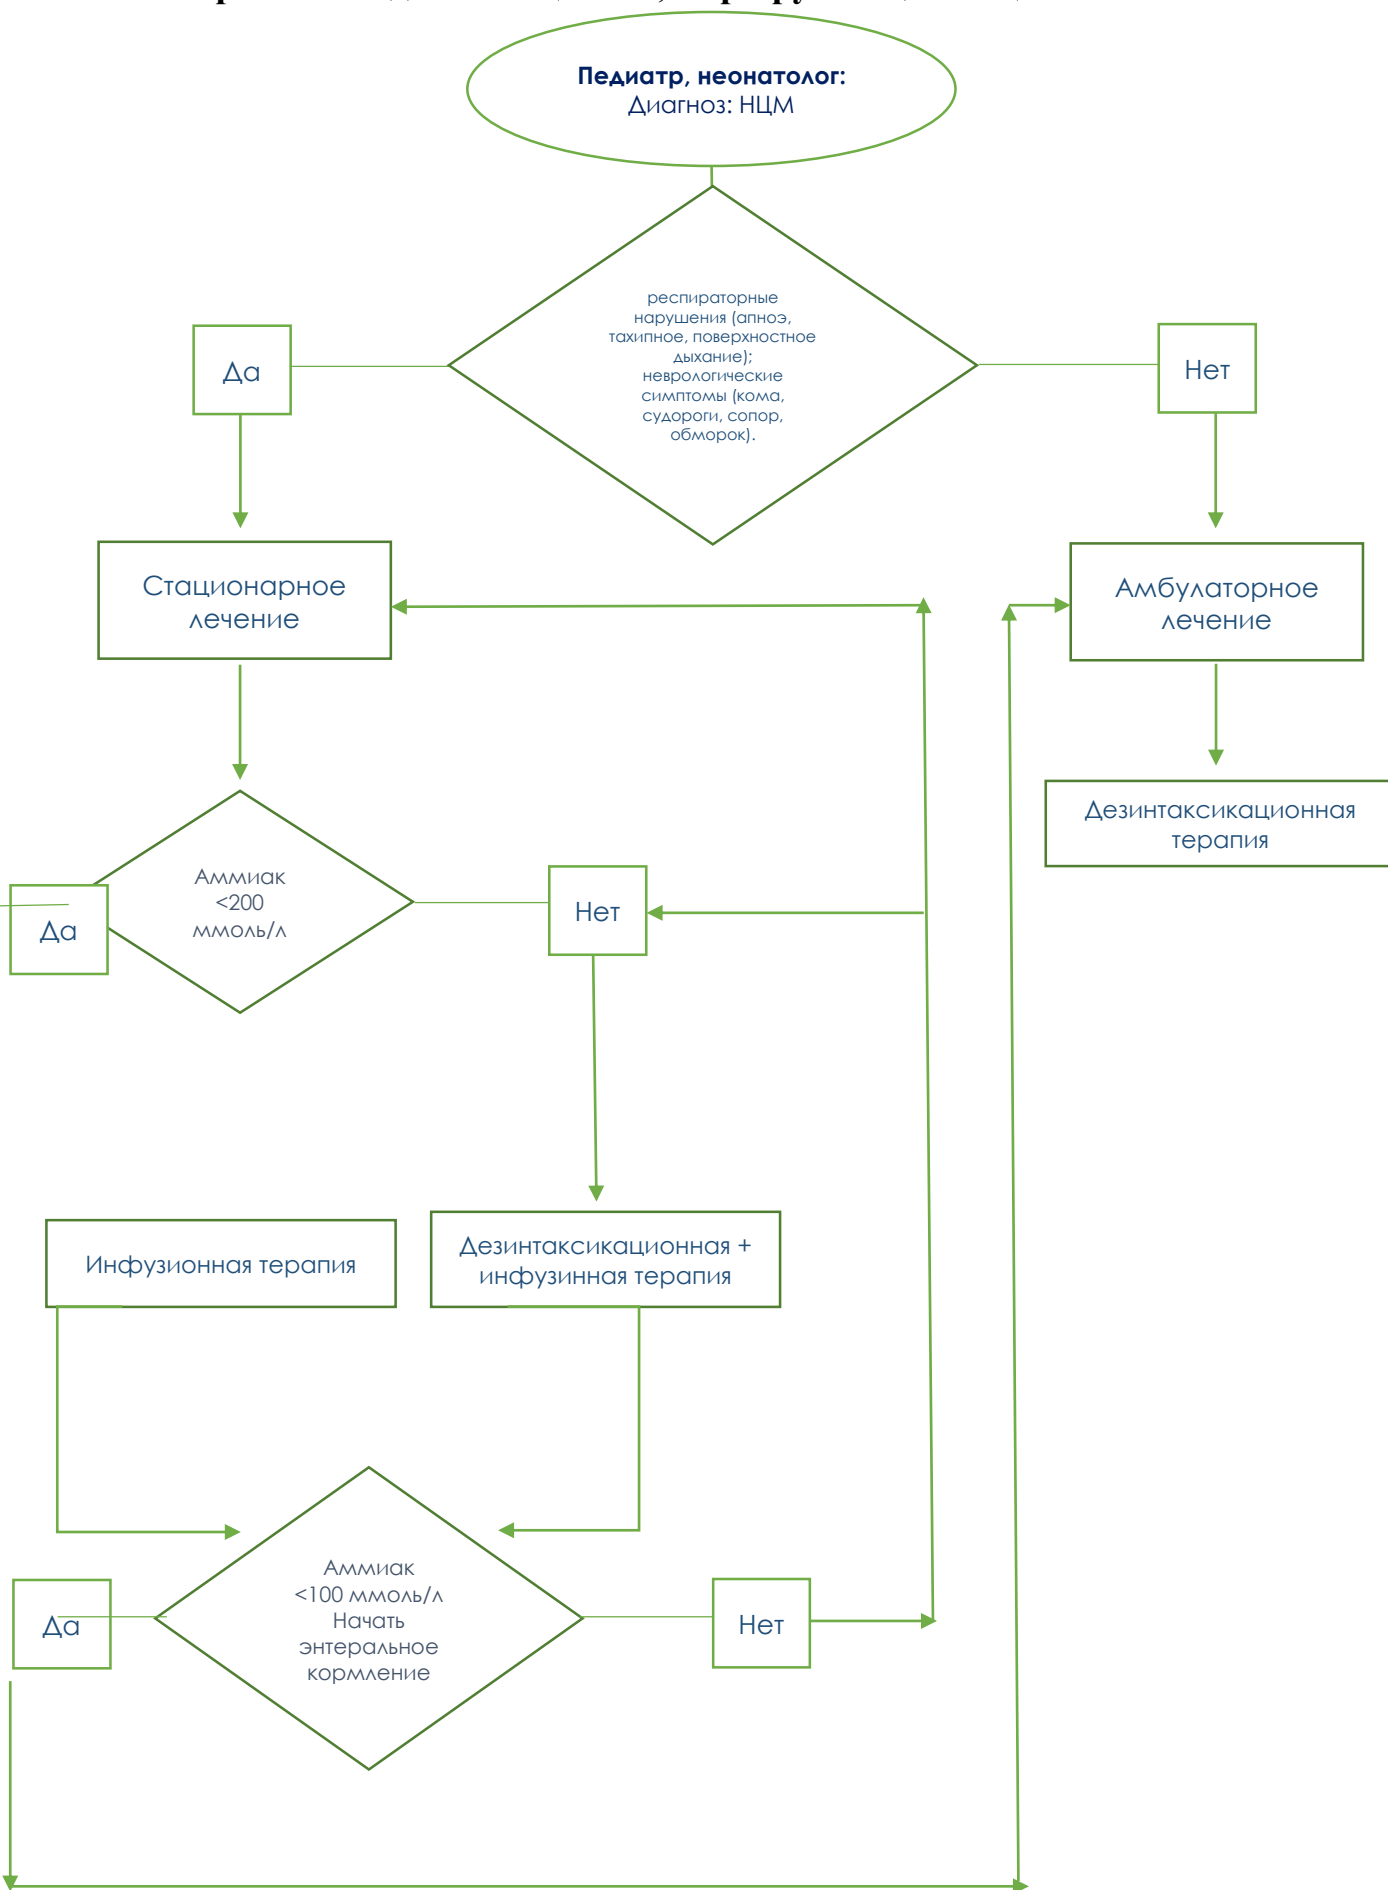 Педиатр, неонатолог:
Диагноз: НЦМ
респираторные
нарушения (апноэ,
тахипное, поверхностное
дыхание);
неврологические
симптомы (кома,
судороги, сопор,
обморок).
Да
Нет
Стационарное
лечение
Амбулаторное
лечение
Дезинтаксикационная
терапия
Аммиак
<200
ммоль/л
Да
Нет
Инфузионная терапия
Дезинтаксикационная +
инфузинная терапия
Аммиак
<100 ммоль/л
Начать
энтеральное
кормление
Да
Нет